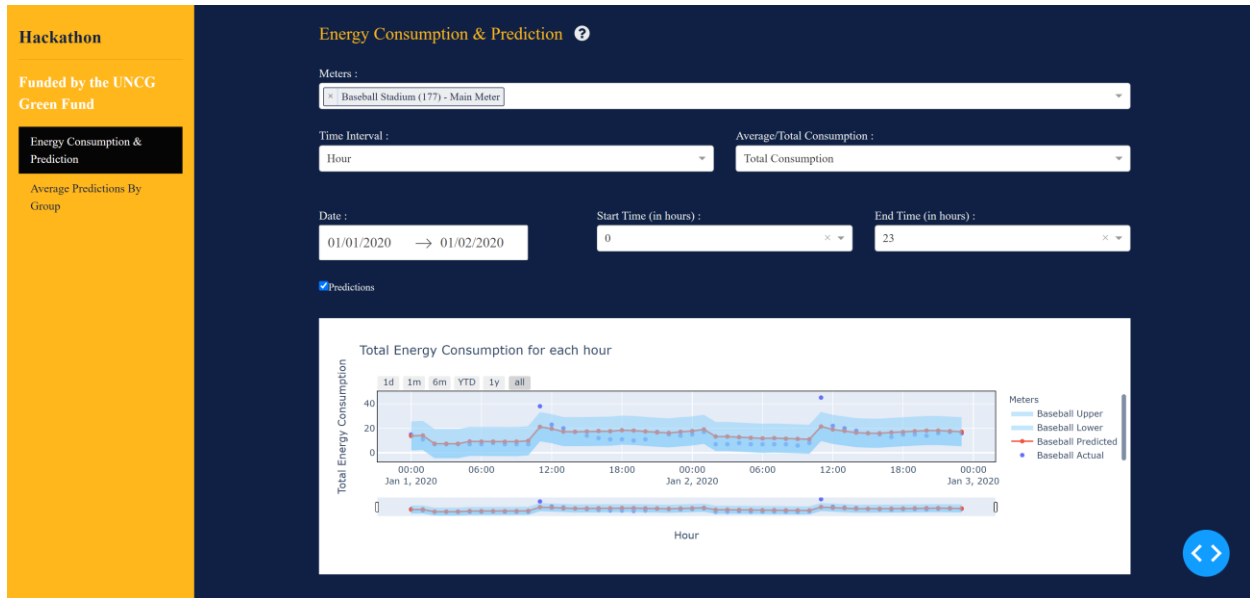 Hackathon
Funded by the UNCG
Green Fund
Energy Consumption &
Prediction
Average Predictions By
Group
Energy Consumption & Prediction ?
Meters :
× Baseball Stadium (177) - Main Meter
Time Interval :
Average/Total Consumption :
Hour
Total Consumption
Date :
Start Time (in hours) :
End Time (in hours) :
01/01/2020 → 01/02/2020
0 ×
23 ×
Predictions
Total Energy Consumption for each hour
Total Energy Consumption
1d 1m 6m YTD 1y all
40
20
0
00:00 06:00 12:00 18:00 00:00 06:00 12:00 18:00 00:00
Jan 1, 2020 Jan 2, 2020 Jan 3, 2020
Hour
Meters
Baseball Upper
Baseball Lower
Baseball Predicted
Baseball Actual